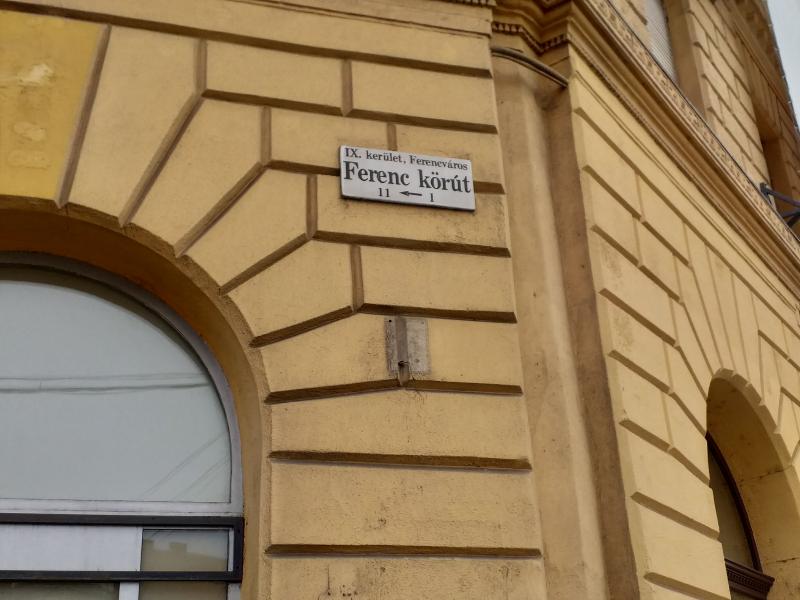 IX. kerület, Ferencváros
Ferenc körút
11 ← 1